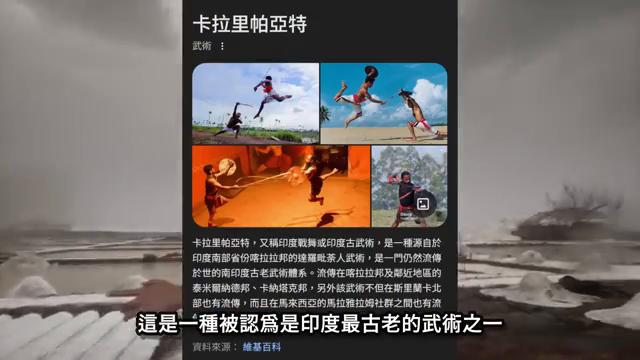 卡拉里帕亞特
武術
卡拉里帕亞特，又稱印度戰舞或印度古武術，是一種源自於
印度南部省份喀拉拉邦的達羅毗荼人武術，是一門仍然流傳
於世的南印度古老武術體系。流傳在喀拉拉邦及鄰近地區的
泰米爾納德邦、卡納塔克邦，另外該武術不但在斯里蘭卡北
部也有流傳，而且在馬來西亞的馬拉雅拉姆社群之間也有流
這是一種被認爲是印度最古老的武術之一
資料來源： 維基百科